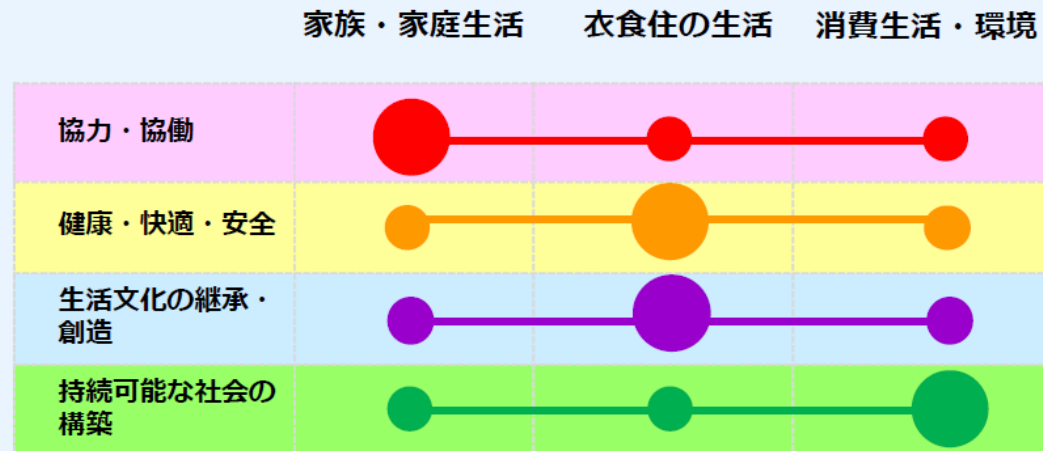 家族・家庭生活 衣食住の生活 消費生活・環境
協力・協働
健康・快適・安全
生活文化の継承・
創造
持続可能な社会の
構築